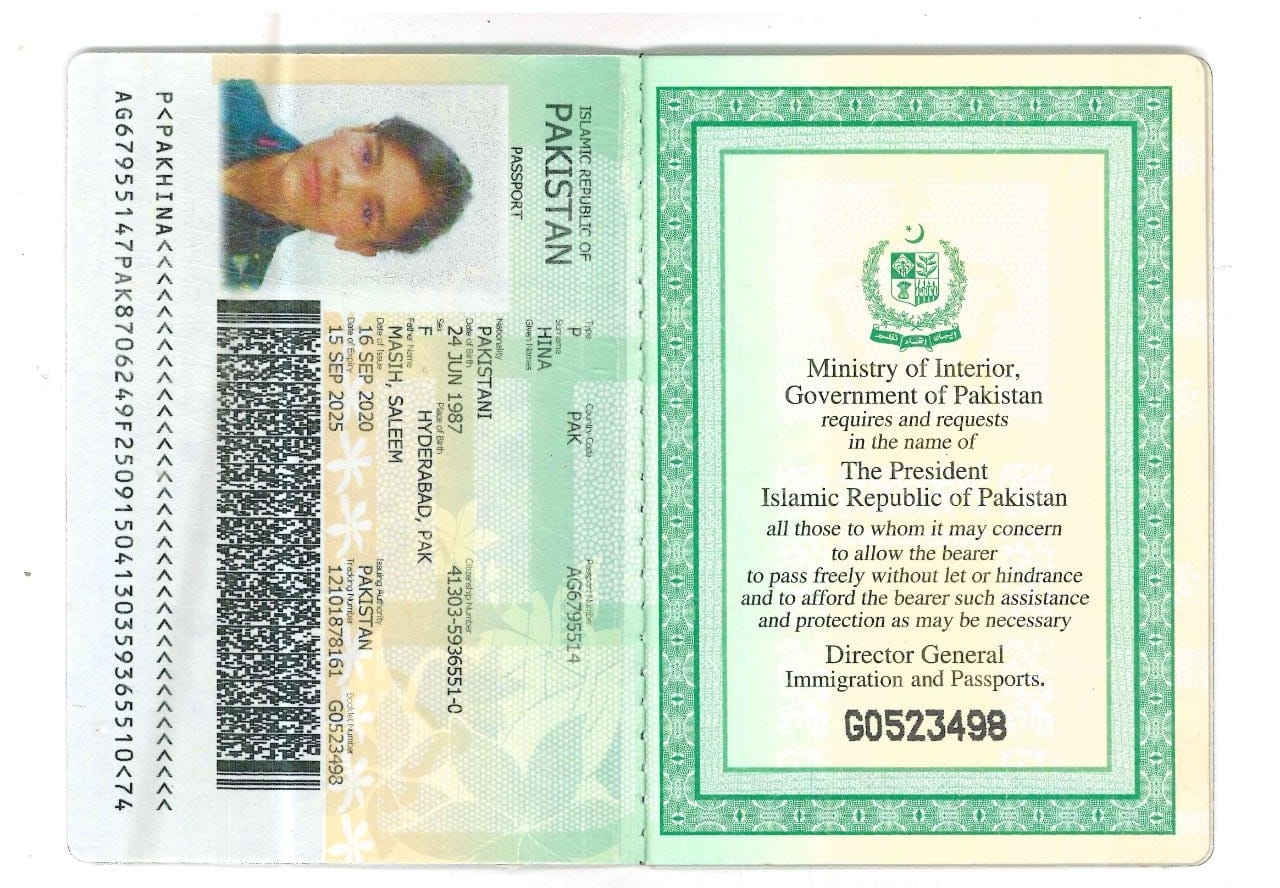 ISLAMIC REPUBLIC OF
PAKISTAN
PASSPORT
Type Country Code Passport Number
P PAK AG6795514
Surname
HINA
Given Names
Nationality
PAKISTANI
Date of Birth Citizenship Number
24 JUN 1987 41303-5936551-0
Sex Place of Birth
F HYDERABAD, PAK
Father Name
MASIH, SALEEM
Date of Issue Issuing Authority
16 SEP 2020 PAKISTAN
Date of Expiry Tracking Number Booklet Number
15 SEP 2025 12101878161 G0523498
P<PAKHINA<<<<<<<<<<<<<<<<<<<<<<<<<<<<<<<<<<<
AG67955147PAK8706249F25091504130359365510<74
ایمان اتحاد نظم
Ministry of Interior,
Government of Pakistan
requires and requests
in the name of
The President
Islamic Republic of Pakistan
all those to whom it may concern
to allow the bearer
to pass freely without let or hindrance
and to afford the bearer such assistance
and protection as may be necessary
Director General
Immigration and Passports.
G0523498